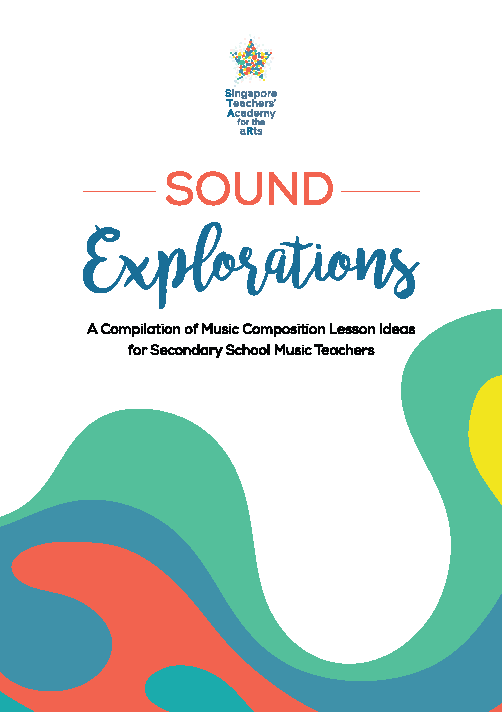 Singapore
Teachers'
Academy
for the
aRts
SOUND
Explorations
A Compilation of Music Composition Lesson Ideas
for Secondary School Music Teachers